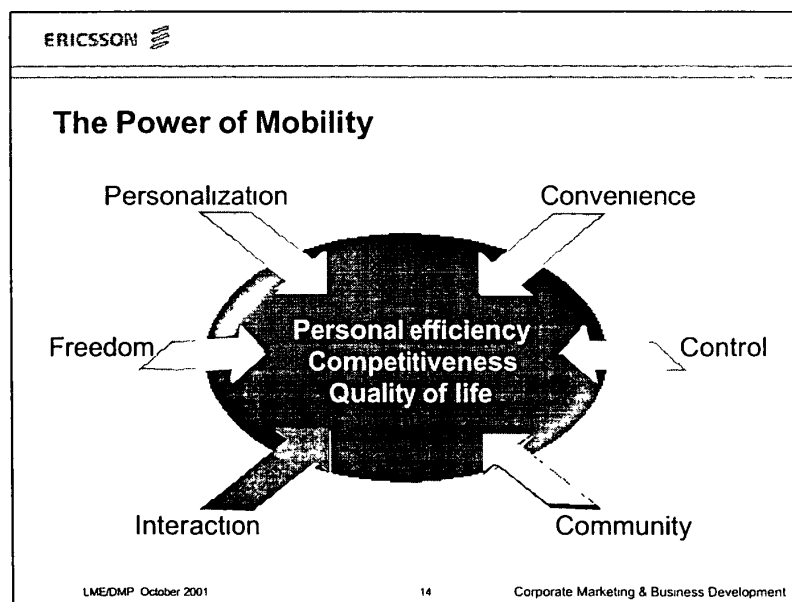 ERICSSON
The Power of Mobility
Personalization
Convenience
Personal efficiency
Freedom
Competitiveness
Control
Quality of life
Interaction
Community
LME/DMP October 2001
14
Corporate Marketing & Business Development